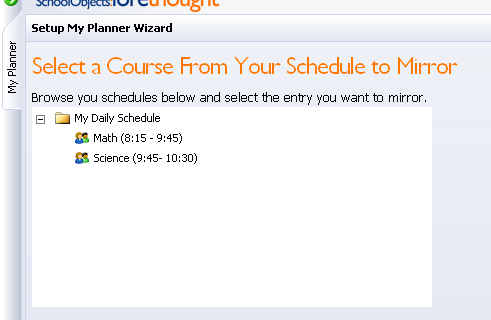 SchoolObjects:forethought
Setup My Planner Wizard
My Planner
Select a Course From Your Schedule to Mirror
Browse you schedules below and select the entry you want to mirror.
My Daily Schedule
Math (8:15 - 9:45)
Science (9:45- 10:30)